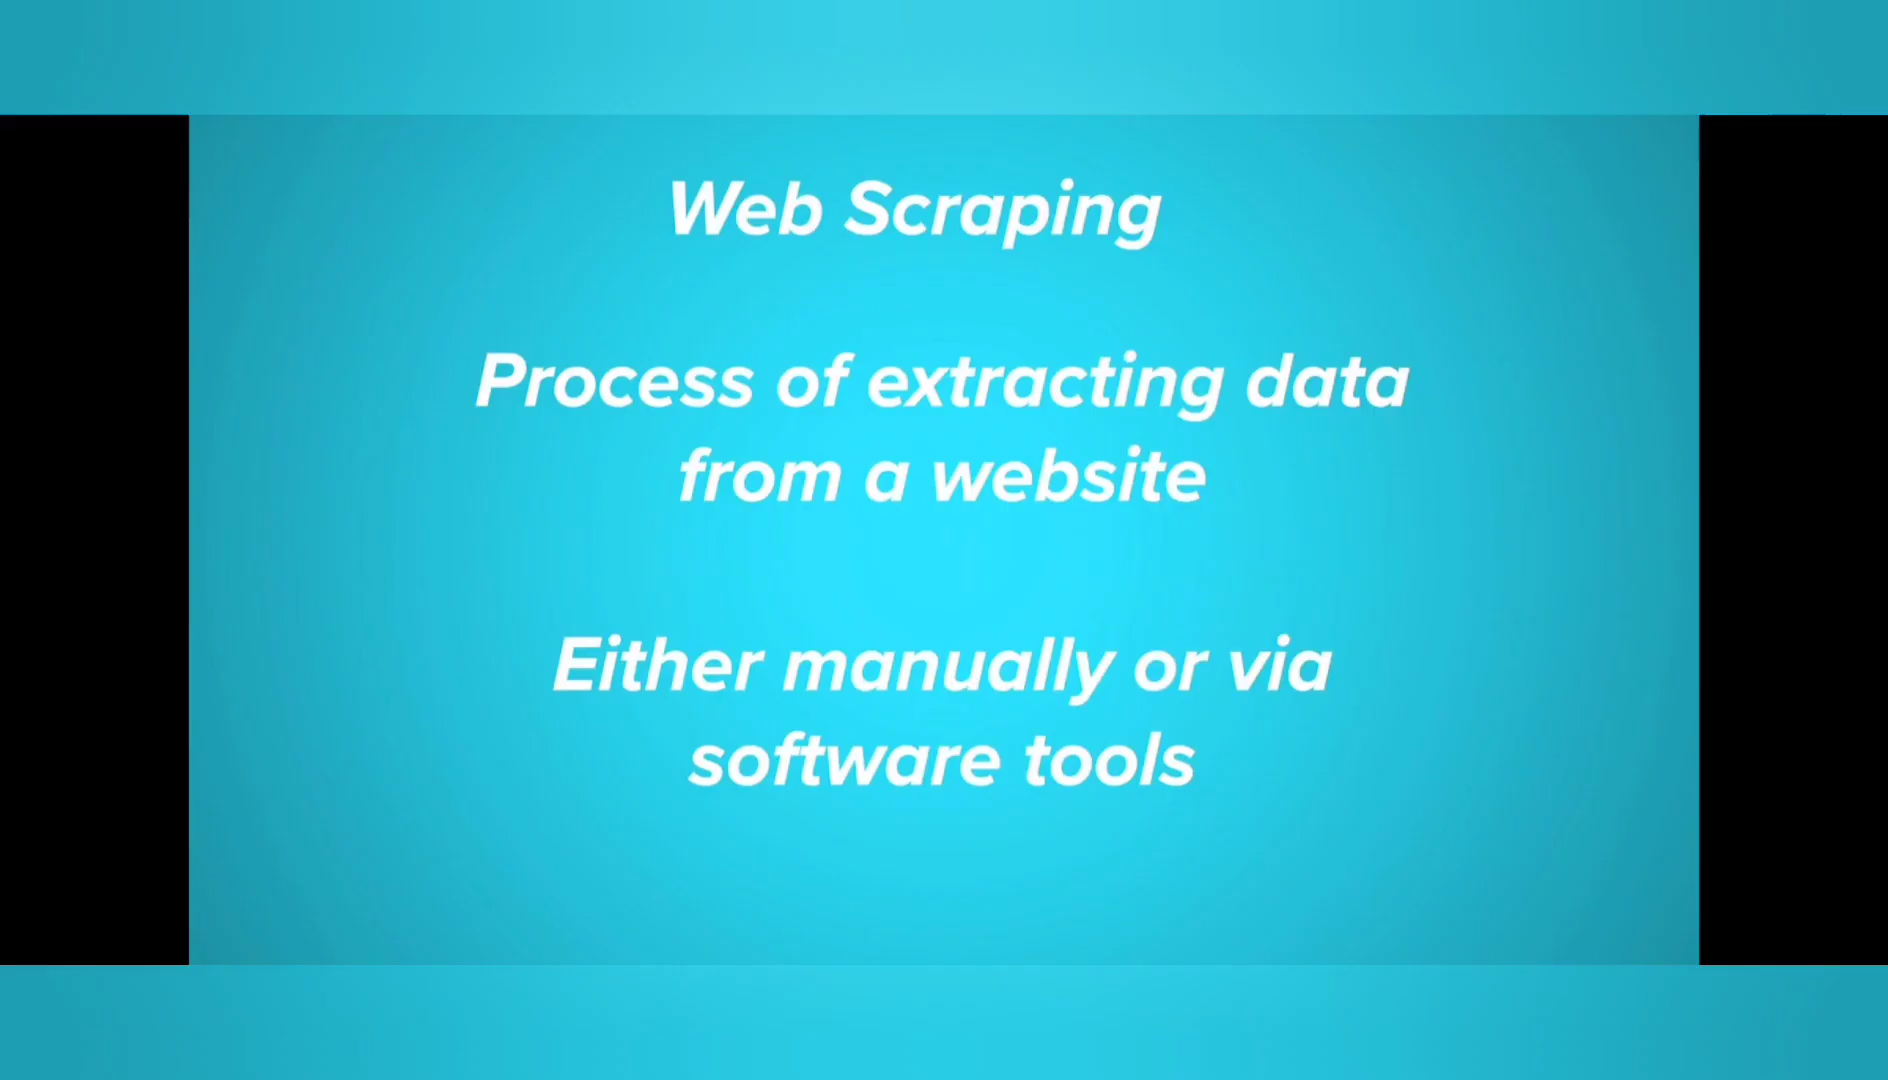 Web Scraping
Process of extracting data
from a website
Either manually or via
software tools